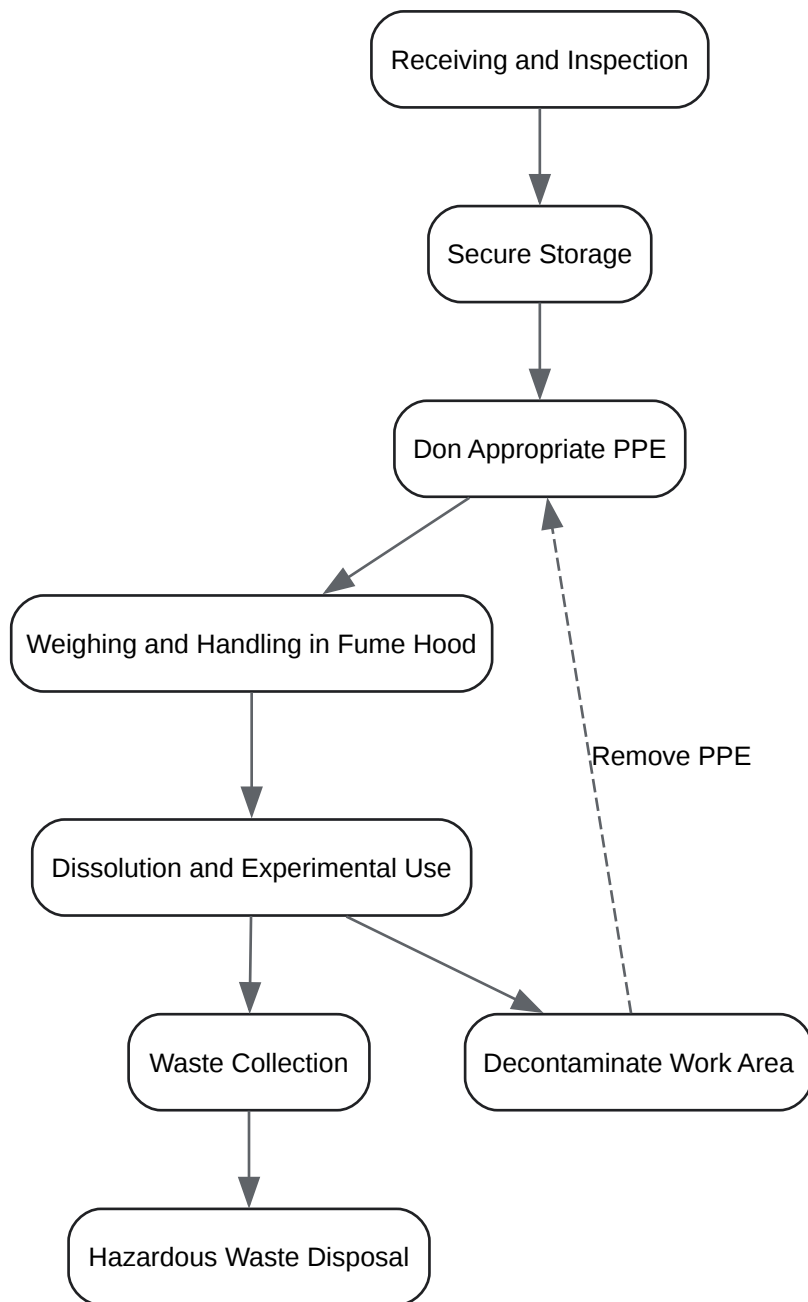 Receiving and Inspection
Secure Storage
Don Appropriate PPE
Weighing and Handling in Fume Hood
Remove PPE
Dissolution and Experimental Use
Waste Collection
Decontaminate Work Area
Hazardous Waste Disposal